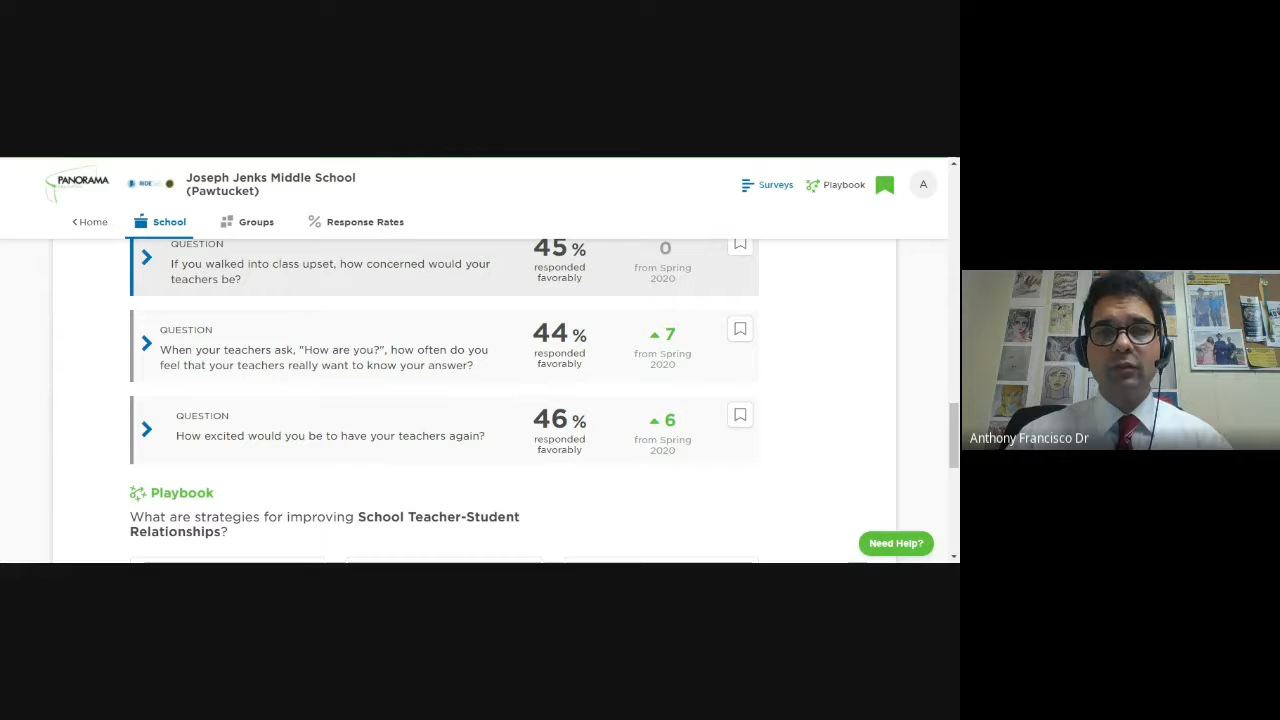 PANORAMA
RIDE
Joseph Jenks Middle School
(Pawtucket)
Surveys
Playbook
A
Home
School
Groups
Response Rates
QUESTION
If you walked into class upset, how concerned would your
teachers be?
45 %
responded
favorably
0
from Spring
2020
QUESTION
When your teachers ask, "How are you?", how often do you
feel that your teachers really want to know your answer?
44 %
responded
favorably
7
from Spring
2020
QUESTION
How excited would you be to have your teachers again?
46 %
responded
favorably
6
from Spring
2020
Playbook
What are strategies for improving School Teacher-Student
Relationships?
Need Help?
Anthony Francisco Dr